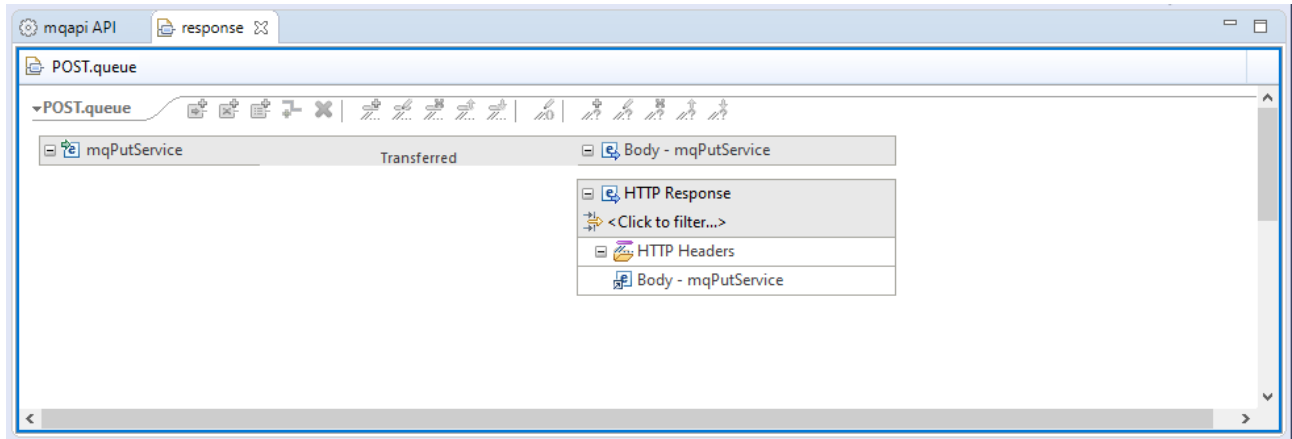 mqapi API
response
POST.queue
POST.queue
mqPutService
Transferred
Body - mqPutService
HTTP Response
<Click to filter...>
HTTP Headers
Body - mqPutService